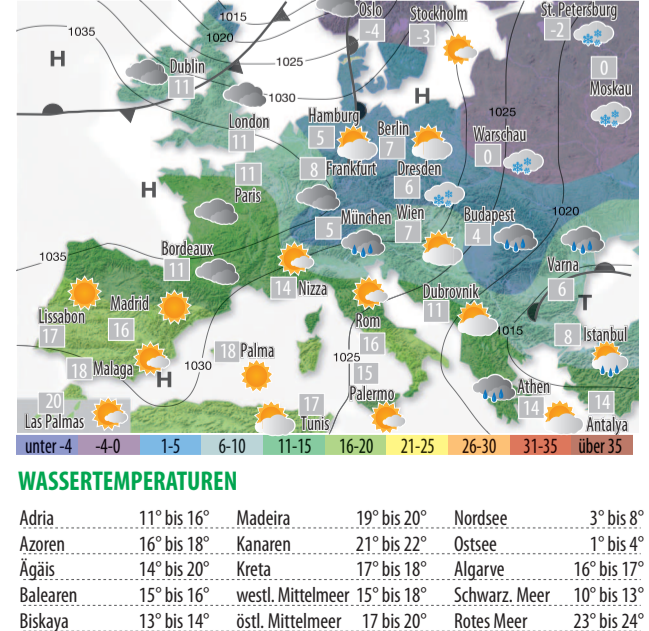 1015
Oslo
-4
Stockholm
-3
St. Petersburg
-2
1035
1020
H
1025
0
Moskau
Dublin
11
1030
H
1025
London
11
Hamburg
5
Berlin
7
Warschau
0
11
Paris
8
Frankfurt
Dresden
6
H
München
5
Wien
7
Budapest
4
1020
Bordeaux
11
1035
14
Nizza
Varna
6
Lissabon
17
Madrid
16
Dubrovnik
11
T
Rom
16
1015
8
Istanbul
18
Malaga
H
1030
18
Palma
1025
15
Palermo
Athen
14
14
Antalya
20
Las Palmas
17
Tunis
unter -4 -4-0 1-5 6-10 11-15 16-20 21-25 26-30 31-35 über 35
WASSERTEMPERATUREN
Adria 11° bis 16° Madeira 19° bis 20° Nordsee 3° bis 8°
Azoren 16° bis 18° Kanaren 21° bis 22° Ostsee 1° bis 4°
Ägäis 14° bis 20° Kreta 17° bis 18° Algarve 16° bis 17°
Balearen 15° bis 16° westl. Mittelmeer 15° bis 18° Schwarz. Meer 10° bis 13°
Biskaya 13° bis 14° östl. Mittelmeer 17 bis 20° Rotes Meer 23° bis 24°